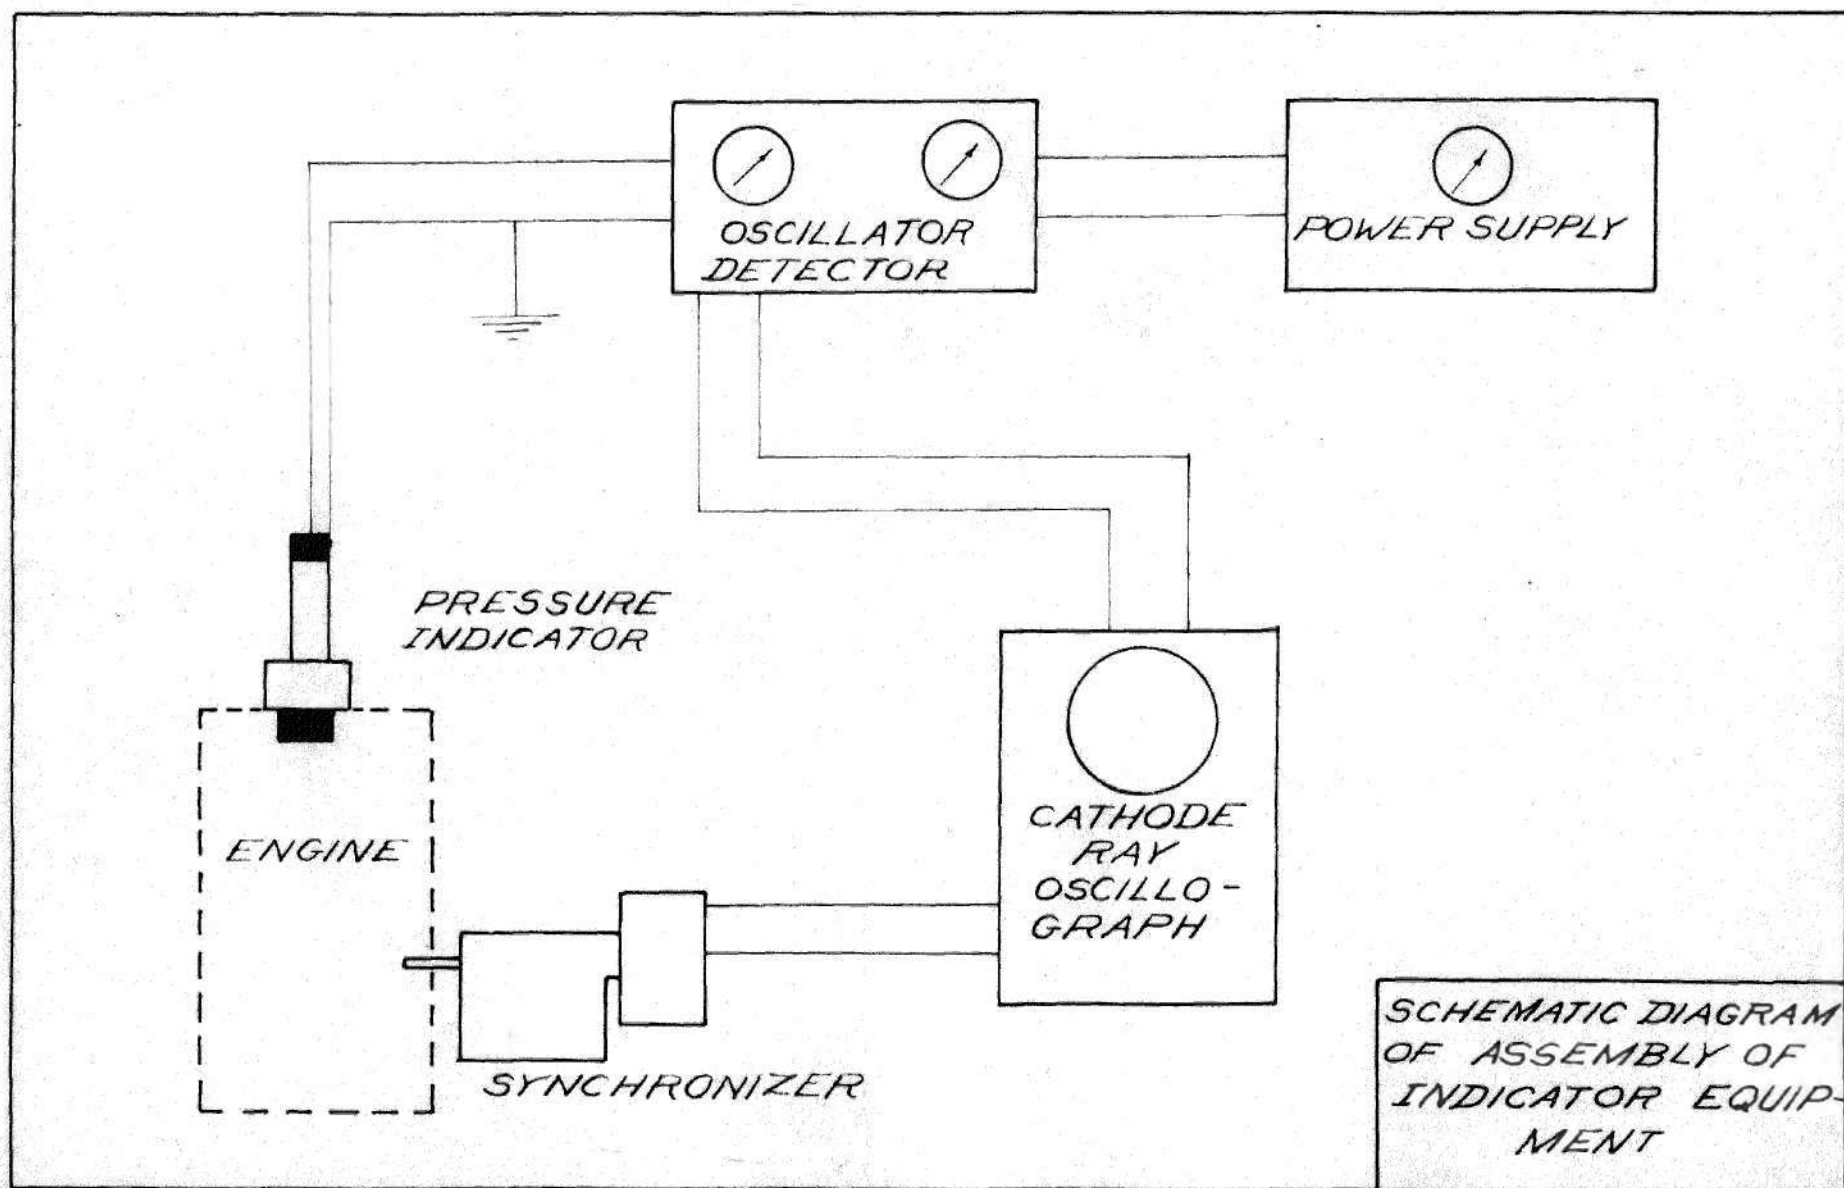 OSCILLATOR
DETECTOR
POWER SUPPLY
PRESSURE
INDICATOR
ENGINE
CATHODE
RAY
OSCILLO-
GRAPH
SYNCHRONIZER
SCHEMATIC DIAGRAM
OF ASSEMBLY OF
INDICATOR EQUIP-
MENT